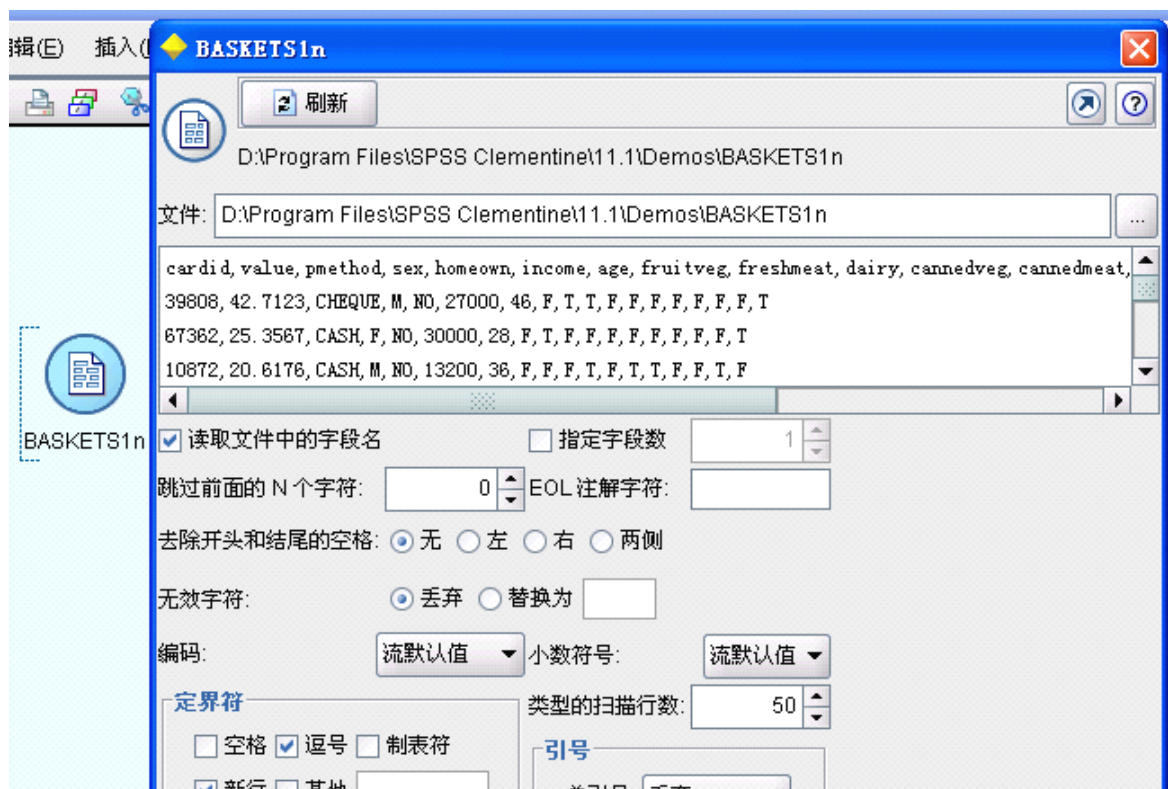 辑(E) 插入(
BASKETS1n
刷新
D:\Program Files\SPSS Clementine\11.1\Demos\BASKETS1n
文件: D:\Program Files\SPSS Clementine\11.1\Demos\BASKETS1n ...
cardid, value, pmethod, sex, homeown, income, age, fruitveg, freshmeat, dairy, cannedveg, cannedmeat,
39808, 42.7123, CHEQUE, M, NO, 27000, 46, F, T, T, F, F, F, F, F, F, F, T
67362, 25.3567, CASH, F, NO, 30000, 28, F, T, F, F, F, F, F, F, F, F, T
10872, 20.6176, CASH, M, NO, 13200, 36, F, F, F, T, F, T, T, F, F, T, F
BASKETS1n
读取文件中的字段名 指定字段数 1
跳过前面的 N 个字符: 0 EOL 注解字符:
去除开头和结尾的空格: 无 左 右 两侧
无效字符: 丢弃 替换为
编码: 流默认值 小数符号: 流默认值
定界符 类型的扫描行数: 50
空格 逗号 制表符 引号
新行 其他